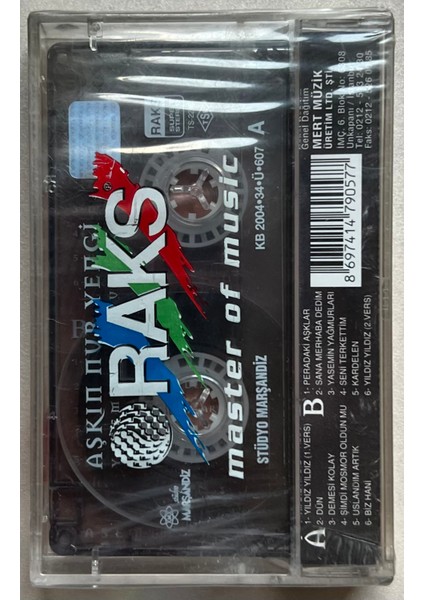 AŞKIN NUR YENGİ
RAKS
master of music
STÜDYO MARŞANDİZ
KB 2004•34•Ü•607
A
RAKS
MARŞANDİZ
A
1- YILDIZ YILDIZ (1.VERS)
2- DÜN
3- DEMESİ KOLAY
4- ŞİMDİ MOSMOR OLDUN MU
5- USLANDIM ARTIK
6- BİZ HANİ
B
1- PERADAKİ AŞKLAR
2- SANA MERHABA DEDİM
3- YASEMİN YAĞMURLARI
4- SENİ TERKETTİM
5- KARDELEN
6- YILDIZ YILDIZ (2.VERS)
8 697414 790577
Genel Dağıtım
MERT MÜZİK
ÜRETİM LTD. ŞTİ.